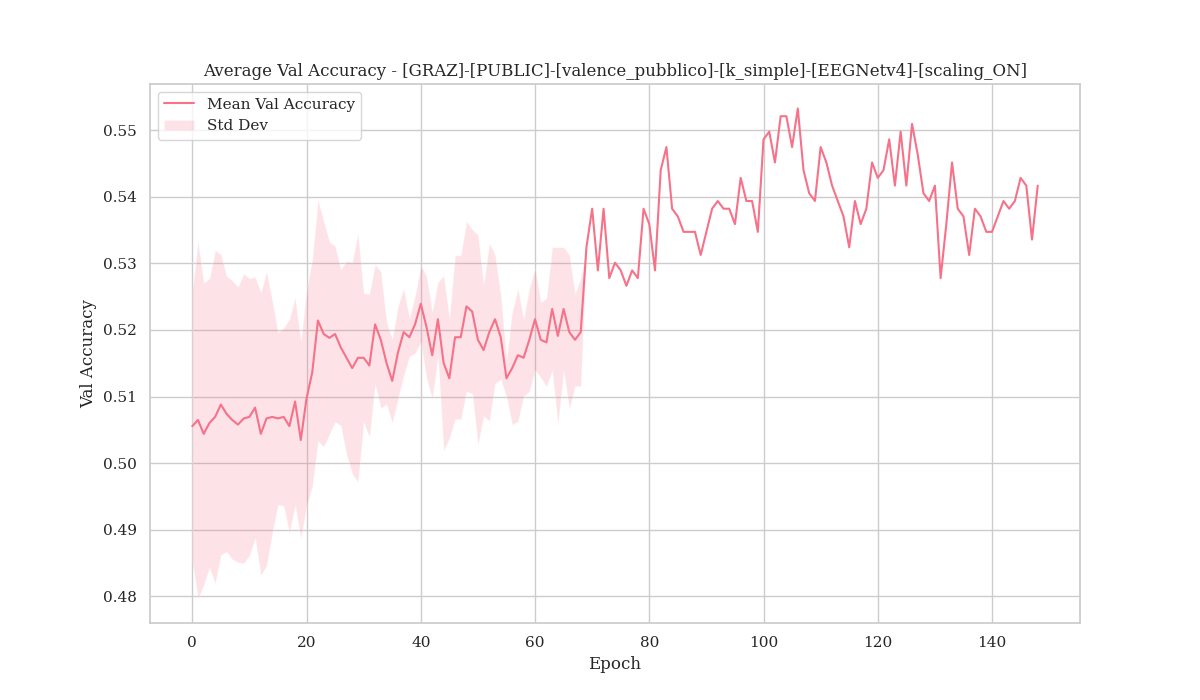 Average Val Accuracy - [GRAZ]-[PUBLIC]-[valence_pubblico]-[k_simple]-[EEGNetv4]-[scaling_ON]
Mean Val Accuracy
Std Dev
0.55
0.54
0.53
0.52
0.51
0.50
0.49
0.48
Val Accuracy
0 20 40 60 80 100 120 140
Epoch